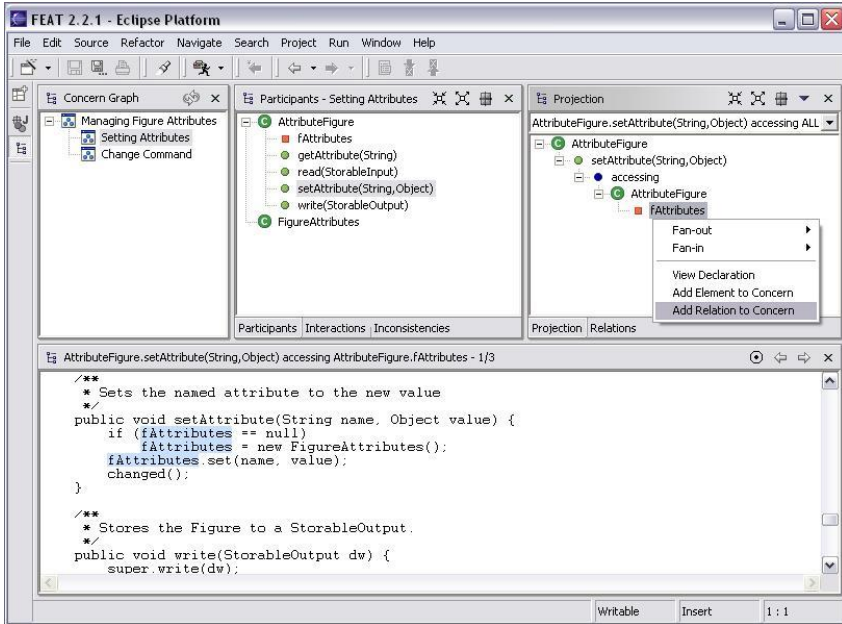 FEAT 2.2.1 - Eclipse Platform
File Edit Source Refactor Navigate Search Project Run Window Help
Concern Graph
Managing Figure Attributes
Setting Attributes
Change Command
Participants - Setting Attributes
AttributeFigure
fAttributes
getAttribute(String)
read(StorableInput)
setAttribute(String,Object)
write(StorableOutput)
FigureAttributes
Participants Interactions Inconsistencies
Projection
AttributeFigure.setAttribute(String,Object) accessing ALL
AttributeFigure
setAttribute(String,Object)
accessing
AttributeFigure
fAttributes
Fan-out
Fan-in
View Declaration
Add Element to Concern
Add Relation to Concern
Projection Relations
AttributeFigure.setAttribute(String,Object) accessing AttributeFigure.fAttributes - 1/3
/**
* Sets the named attribute to the new value
*/
public void setAttribute(String name, Object value) {
if (fAttributes == null)
fAttributes = new FigureAttributes();
fAttributes.set(name, value);
changed();
}
/**
* Stores the Figure to a StorableOutput.
*/
public void write(StorableOutput dw) {
super.write(dw);
Writable Insert 1 : 1